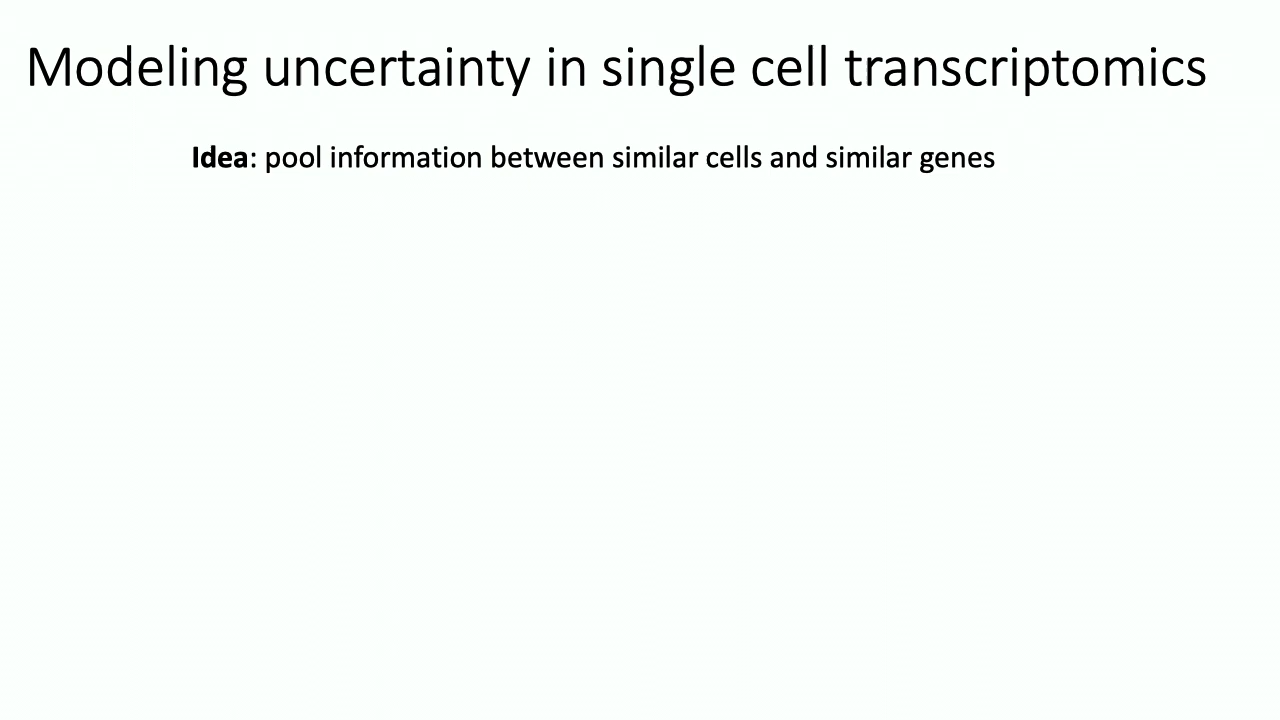 Modeling uncertainty in single cell transcriptomics
Idea: pool information between similar cells and similar genes